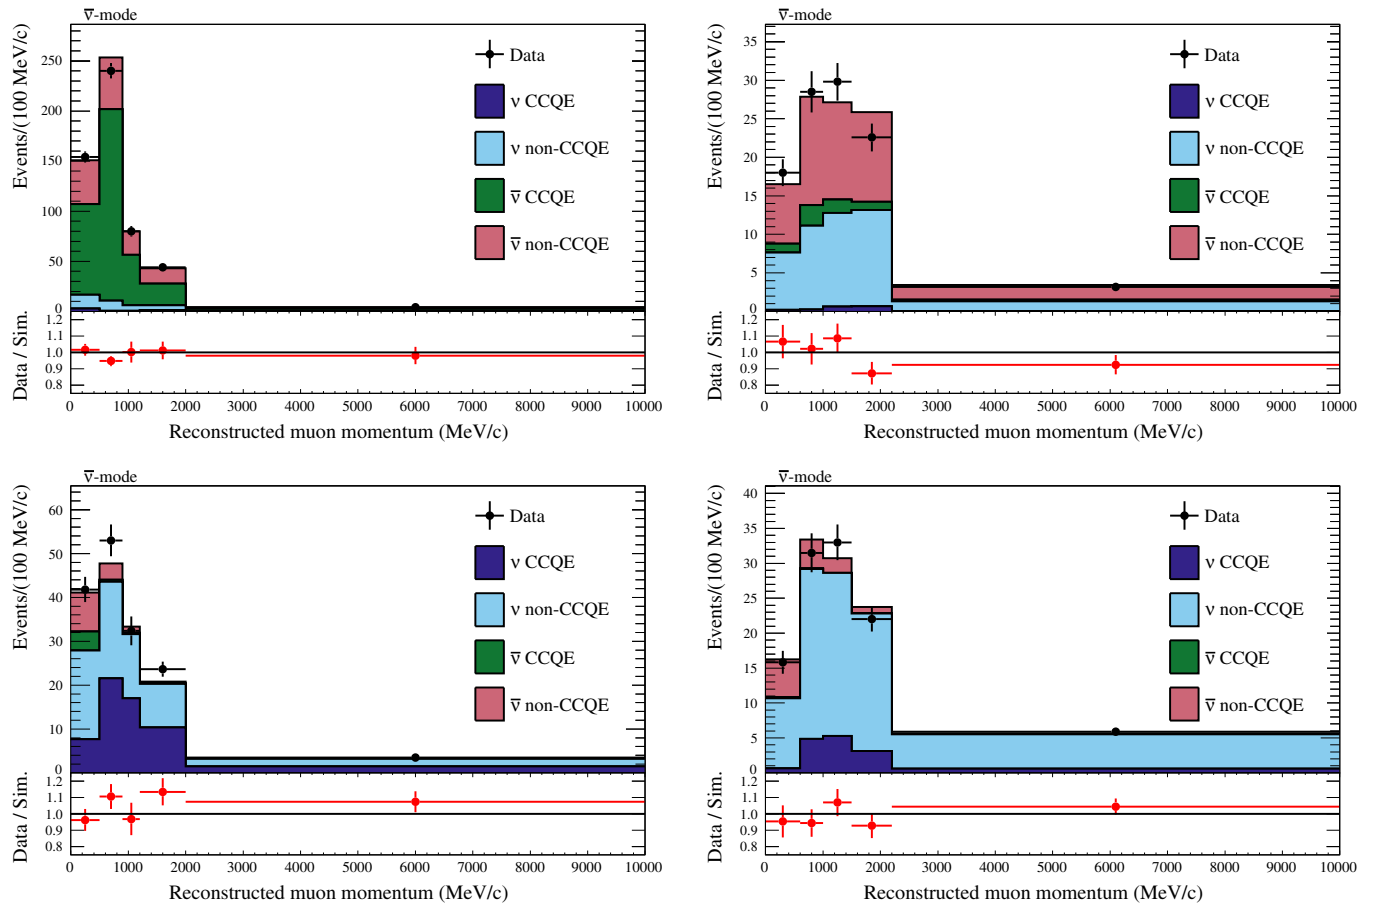 ν̅-mode
Events/(100 MeV/c)
250
200
150
100
50
0
Data
ν CCQE
ν non-CCQE
ν̅ CCQE
ν̅ non-CCQE
Data / Sim.
1.2
1.1
1.0
0.9
0.8
0 1000 2000 3000 4000 5000 6000 7000 8000 9000 10000
Reconstructed muon momentum (MeV/c)
ν̅-mode
Events/(100 MeV/c)
35
30
25
20
15
10
5
0
Data
ν CCQE
ν non-CCQE
ν̅ CCQE
ν̅ non-CCQE
Data / Sim.
1.2
1.1
1.0
0.9
0.8
0 1000 2000 3000 4000 5000 6000 7000 8000 9000 10000
Reconstructed muon momentum (MeV/c)
ν̅-mode
Events/(100 MeV/c)
60
50
40
30
20
10
0
Data
ν CCQE
ν non-CCQE
ν̅ CCQE
ν̅ non-CCQE
Data / Sim.
1.2
1.1
1.0
0.9
0.8
0 1000 2000 3000 4000 5000 6000 7000 8000 9000 10000
Reconstructed muon momentum (MeV/c)
ν̅-mode
Events/(100 MeV/c)
40
35
30
25
20
15
10
5
0
Data
ν CCQE
ν non-CCQE
ν̅ CCQE
ν̅ non-CCQE
Data / Sim.
1.2
1.1
1.0
0.9
0.8
0 1000 2000 3000 4000 5000 6000 7000 8000 9000 10000
Reconstructed muon momentum (MeV/c)